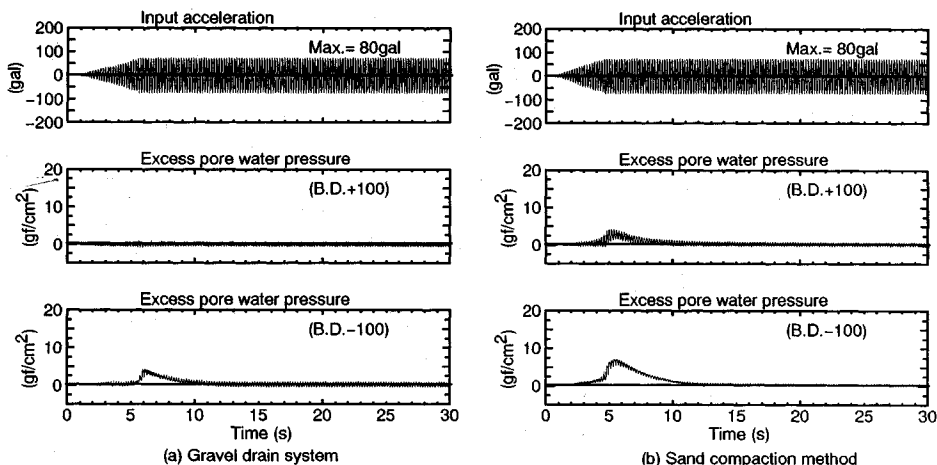 Input acceleration
Max.= 80gal
200
100
0
−100
−200
(gal)
Excess pore water pressure
(B.D.+100)
20
10
0
(gf/cm2)
Excess pore water pressure
(B.D.−100)
20
10
0
(gf/cm2)
0 5 10 15 20 25 30
Time (s)
(a) Gravel drain system
Input acceleration
Max.= 80gal
200
100
0
−100
−200
(gal)
Excess pore water pressure
(B.D.+100)
20
10
0
(gf/cm2)
Excess pore water pressure
(B.D.−100)
20
10
0
(gf/cm2)
0 5 10 15 20 25 30
Time (s)
(b) Sand compaction method